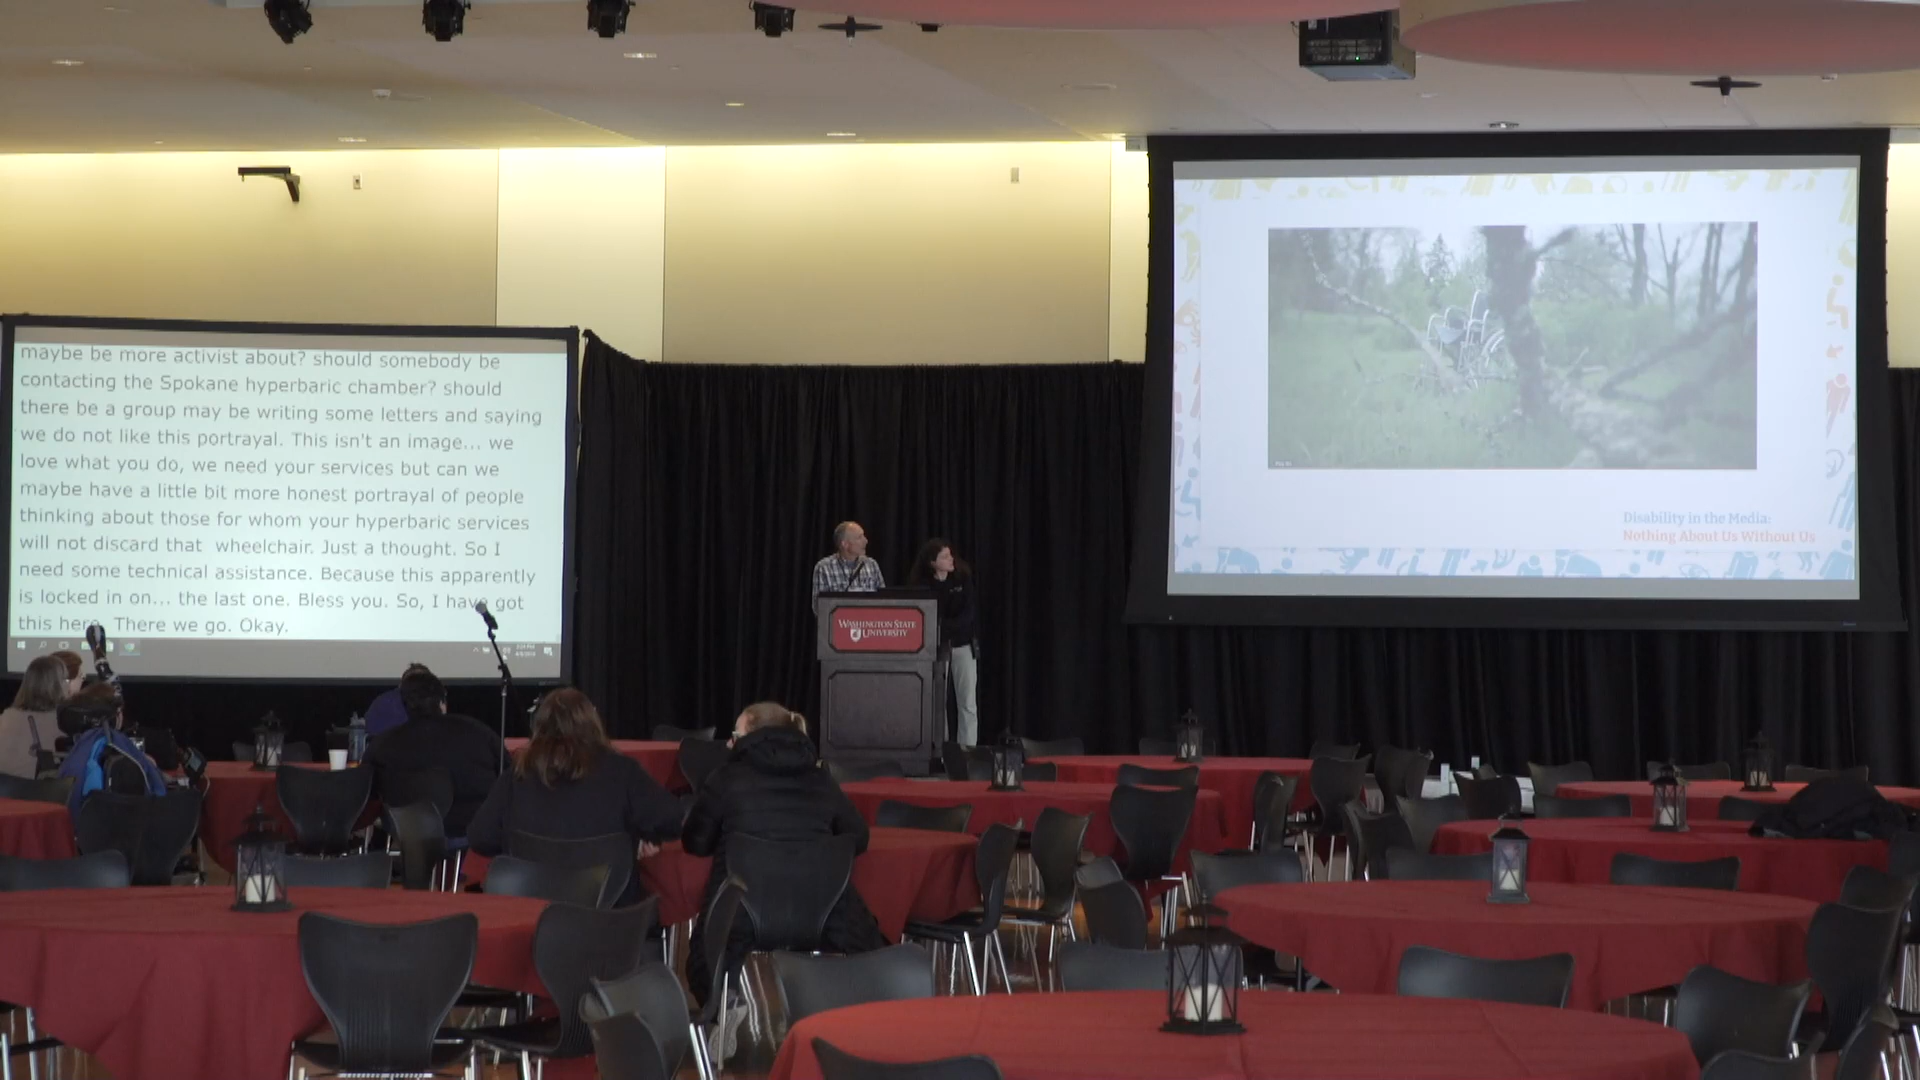 maybe be more activist about? should somebody be
contacting the Spokane hyperbaric chamber? should
there be a group may be writing some letters and saying
we do not like this portrayal. This isn't an image... we
love what you do, we need your services but can we
maybe have a little bit more honest portrayal of people
thinking about those for whom your hyperbaric services
will not discard that  wheelchair. Just a thought. So I
need some technical assistance. Because this apparently
is locked in on... the last one. Bless you. So, I have got
this here. There we go. Okay.
WASHINGTON STATE
UNIVERSITY
Disability in the Media:
Nothing About Us Without Us